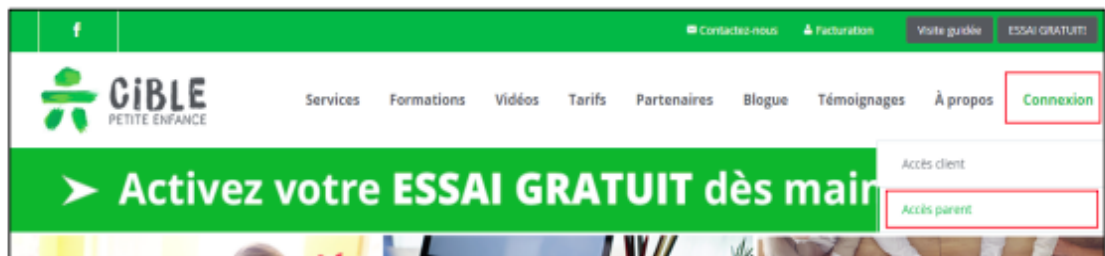 f
Contactez-nous Facturation Visite guidée ESSAI GRATUIT!
CiBLE
PETITE ENFANCE
Services Formations Vidéos Tarifs Partenaires Blogue Témoignages À propos Connexion
Accès client
Accès parent
➤ Activez votre ESSAI GRATUIT dès main